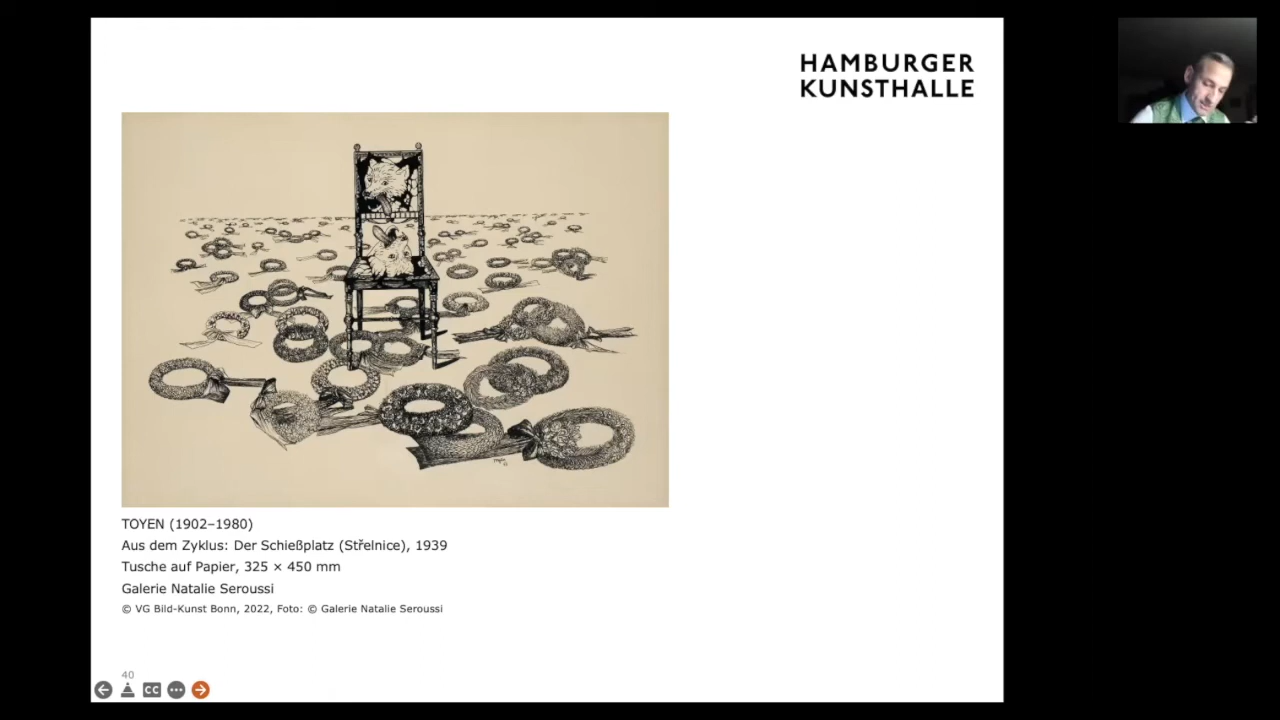 HAMBURGER
KUNSTHALLE
TOYEN (1902–1980)
Aus dem Zyklus: Der Schießplatz (Střelnice), 1939
Tusche auf Papier, 325 × 450 mm
Galerie Natalie Seroussi
© VG Bild-Kunst Bonn, 2022, Foto: © Galerie Natalie Seroussi
40
CC